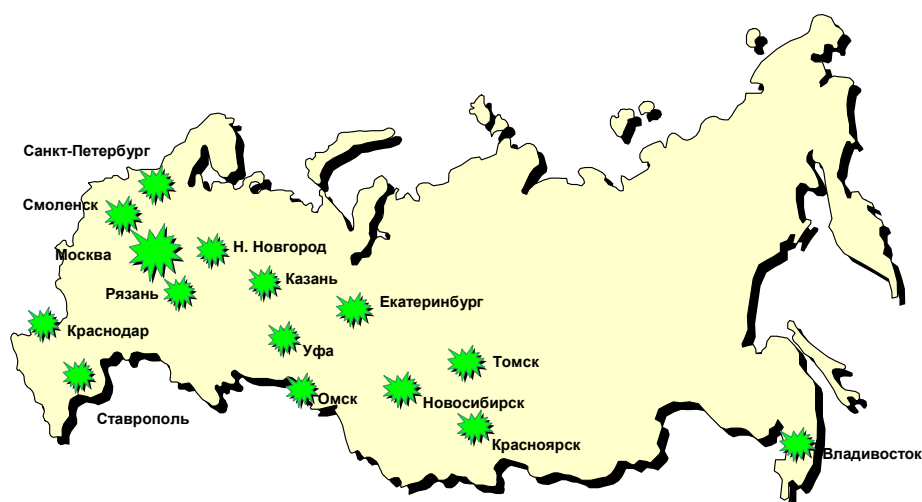 Санкт-Петербург
Смоленск
Москва
Н. Новгород
Казань
Рязань
Екатеринбург
Краснодар
Уфа
Томск
Омск
Новосибирск
Ставрополь
Красноярск
Владивосток